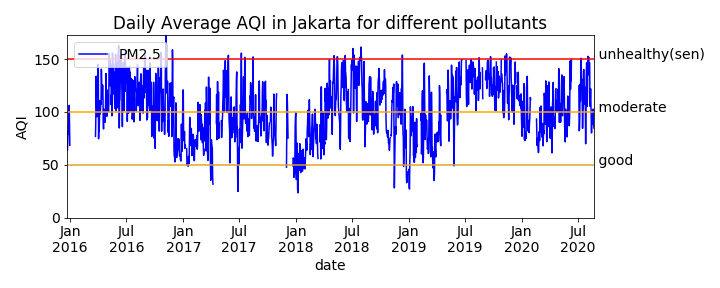 Daily Average AQI in Jakarta for different pollutants
PM2.5
unhealthy(sen)
moderate
good
AQI
150
100
50
0
Jan 2016
Jul 2016
Jan 2017
Jul 2017
Jan 2018
Jul 2018
Jan 2019
Jul 2019
Jan 2020
Jul 2020
date